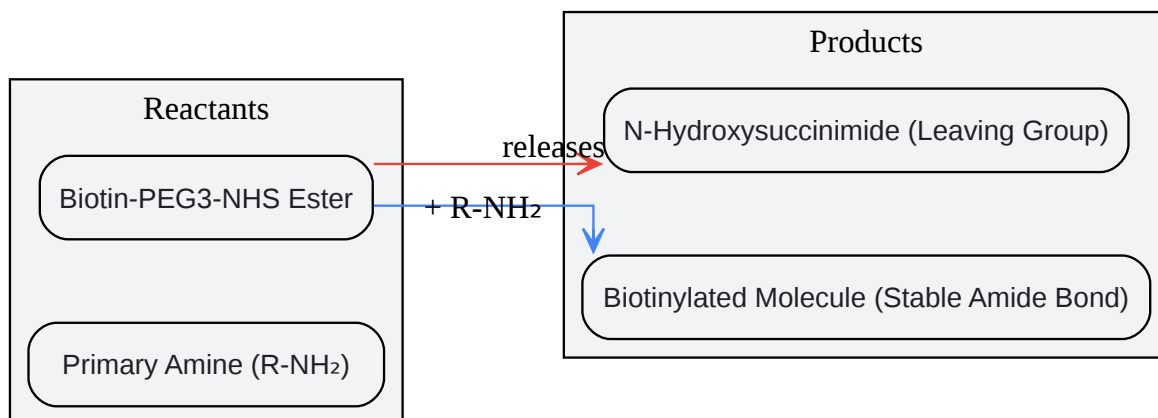 Reactants
Biotin-PEG3-NHS Ester
Primary Amine (R-NH₂)
releases
+ R-NH₂
Products
N-Hydroxysuccinimide (Leaving Group)
Biotinylated Molecule (Stable Amide Bond)